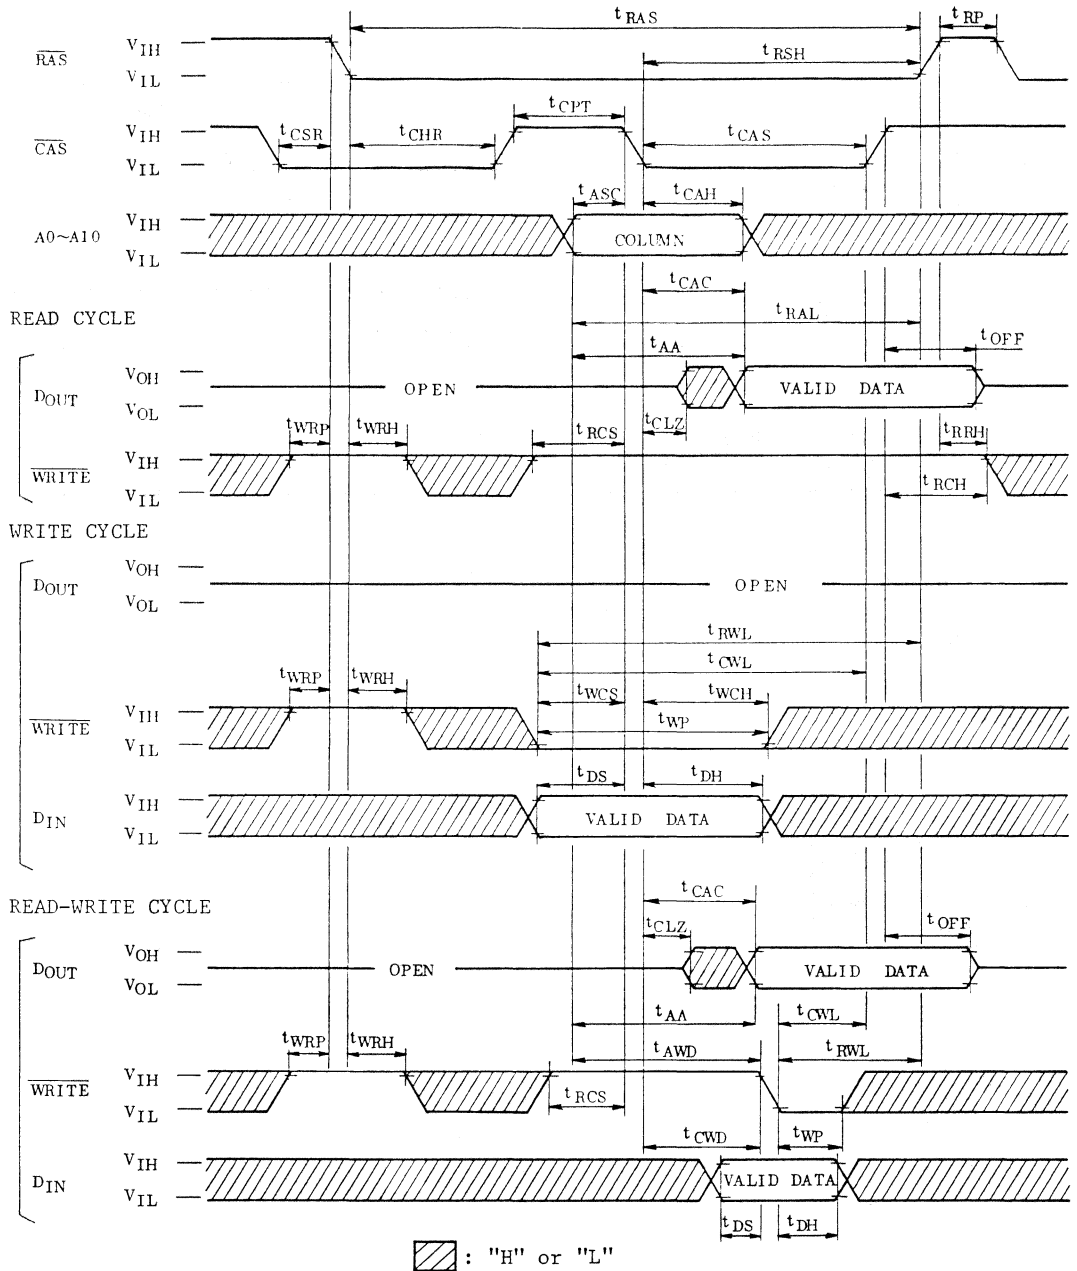 tRAS
tRP
RAS
VIH
VIL
tRSH
tCPT
tCSR
tCHR
tCAS
CAS
VIH
VIL
tASC
tCAH
A0~A10
VIH
VIL
COLUMN
tCAC
READ CYCLE
tRAL
tAA
tOFF
DOUT
VOH
VOL
OPEN
VALID DATA
tCLZ
tWRP
tWRH
tRCS
tRRH
WRITE
VIH
VIL
tRCH
WRITE CYCLE
DOUT
VOH
VOL
OPEN
tRWL
tCWL
tWRP
tWRH
tWCS
tWCH
WRITE
VIH
VIL
tWP
tDS
tDH
DIN
VIH
VIL
VALID DATA
READ-WRITE CYCLE
tCAC
tCLZ
tOFF
DOUT
VOH
VOL
OPEN
VALID DATA
tAA
tCWL
tWRP
tWRH
tAWD
tRWL
WRITE
VIH
VIL
tRCS
tCWD
tWP
DIN
VIH
VIL
VALID DATA
tDS
tDH
: "H" or "L"